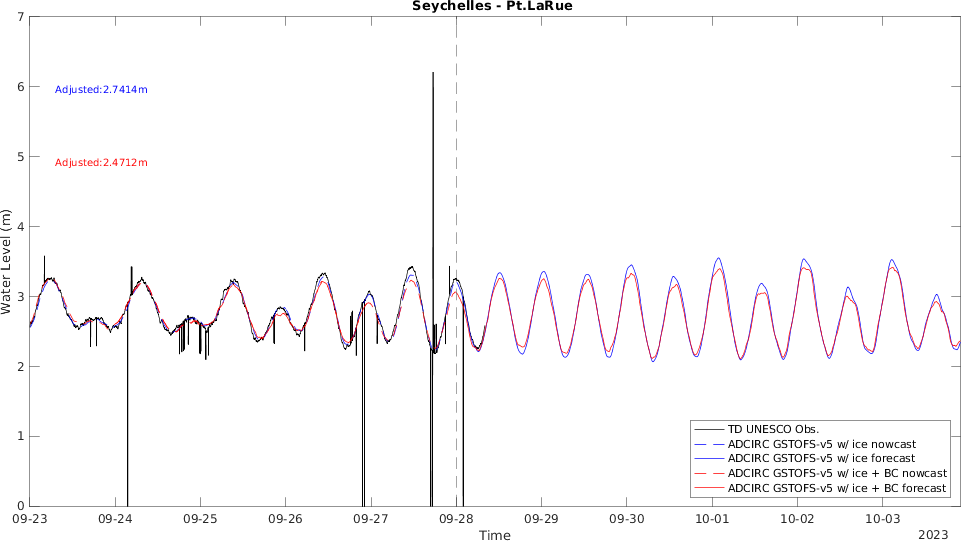 Seychelles - Pt.LaRue
7
6
5
4
3
2
1
0
Water Level (m)
Adjusted:2.7414m
Adjusted:2.4712m
TD UNESCO Obs.
ADCIRC GSTOFS-v5 w/ ice nowcast
ADCIRC GSTOFS-v5 w/ ice forecast
ADCIRC GSTOFS-v5 w/ ice + BC nowcast
ADCIRC GSTOFS-v5 w/ ice + BC forecast
09-23 09-24 09-25 09-26 09-27 09-28 09-29 09-30 10-01 10-02 10-03
Time
2023